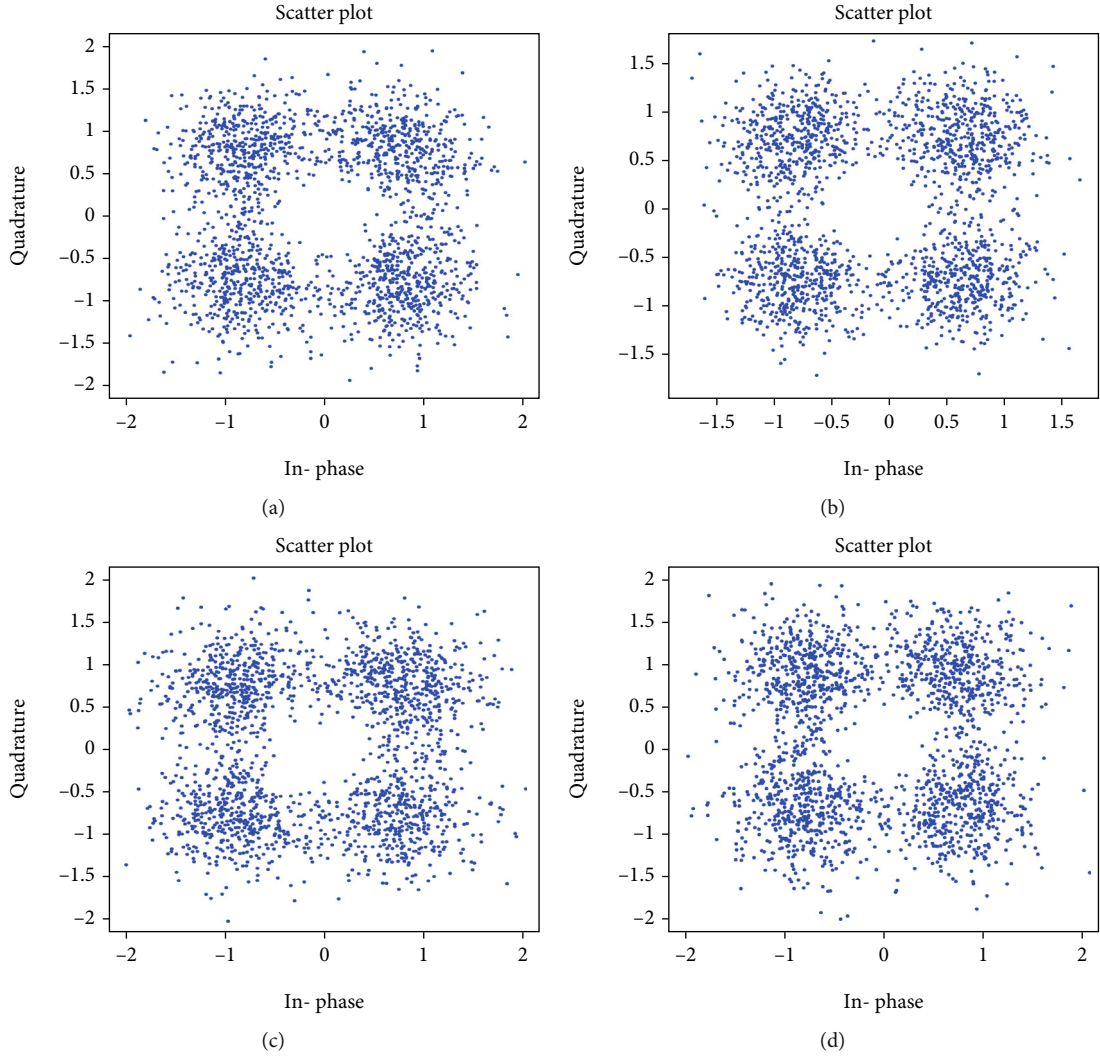 Scatter plot
2
1.5
1
0.5
0
–0.5
–1
–1.5
–2
–2 –1 0 1 2
Quadrature
In- phase
(a)
Scatter plot
1.5
1
0.5
0
–0.5
–1
–1.5
–1.5 –1 –0.5 0 0.5 1 1.5
Quadrature
In- phase
(b)
Scatter plot
2
1.5
1
0.5
0
–0.5
–1
–1.5
–2
–2 –1 0 1 2
Quadrature
In- phase
(c)
Scatter plot
2
1.5
1
0.5
0
–0.5
–1
–1.5
–2
–2 –1 0 1 2
Quadrature
In- phase
(d)